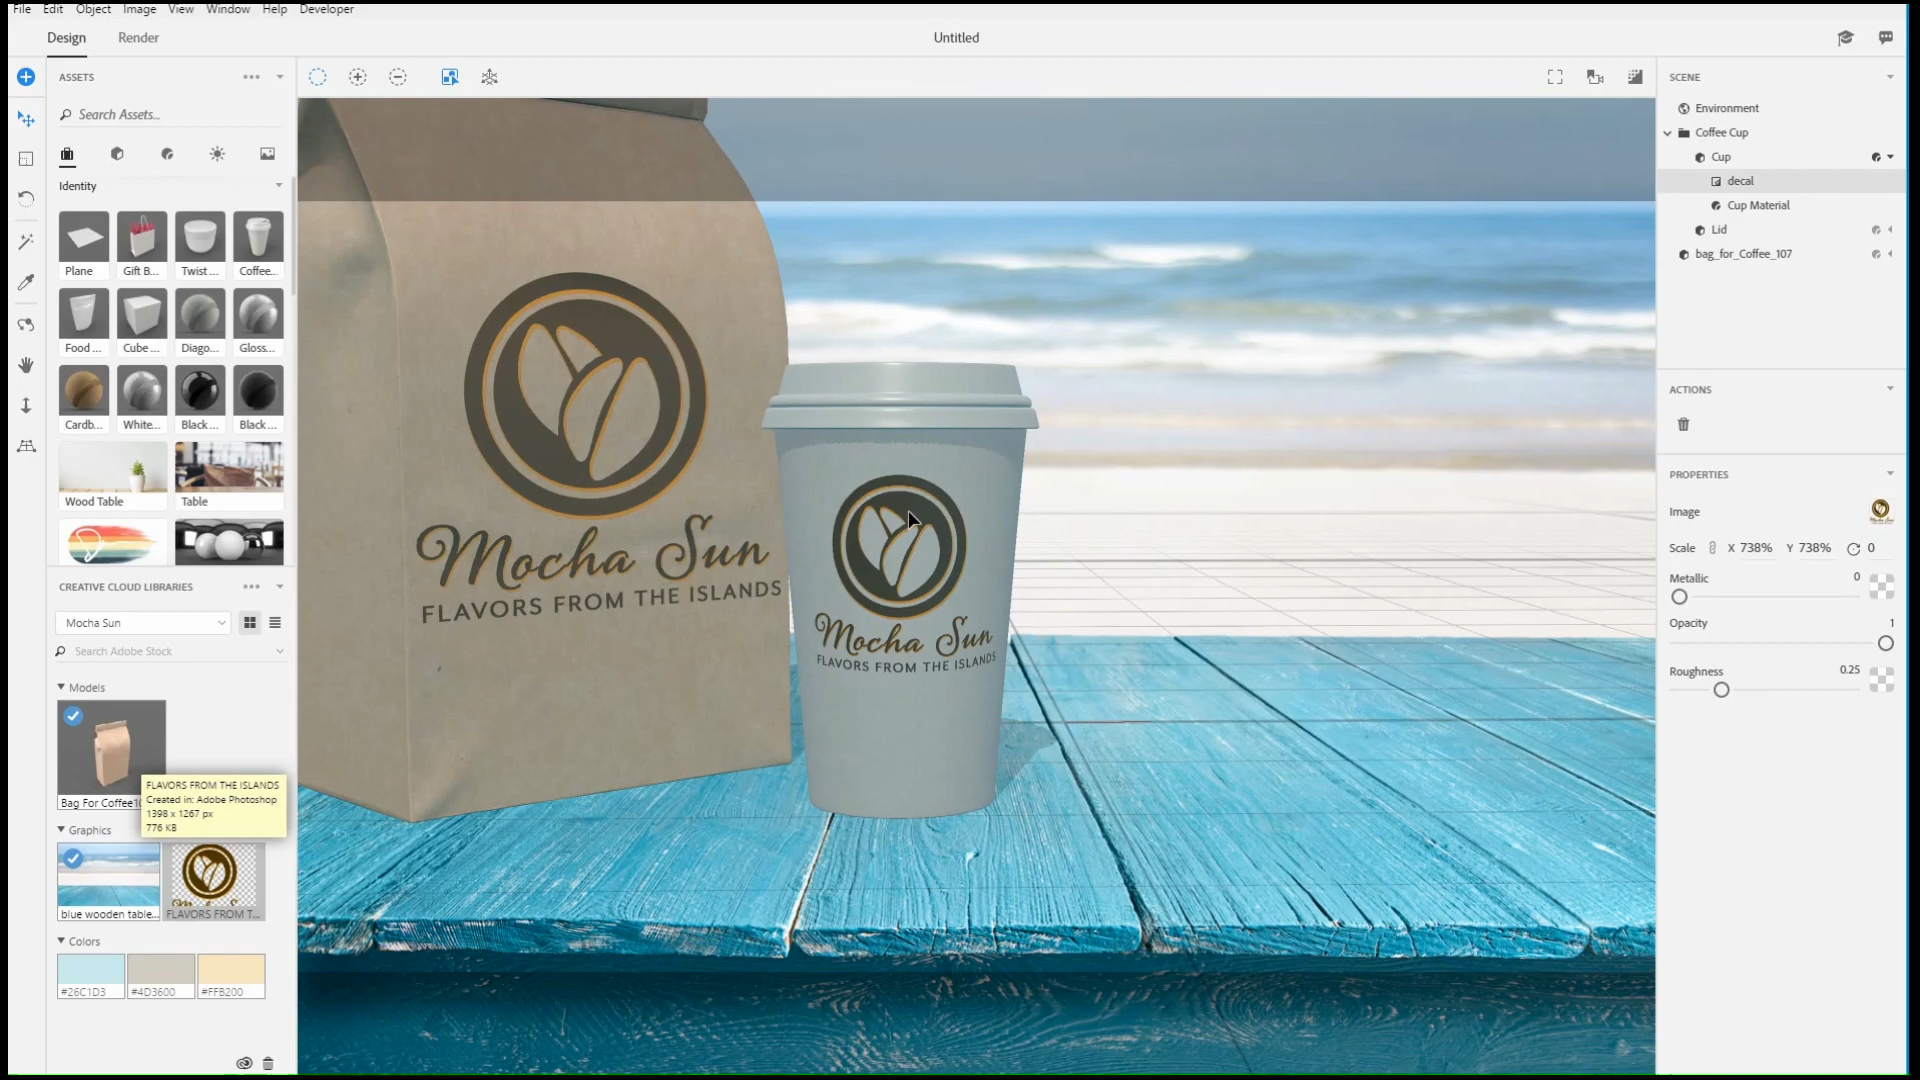 File Edit Object Image View Window Help Developer
Design Render Untitled
ASSETS
Search Assets...
Identity
Plane Gift B... Twist ... Coffee...
Food ... Cube ... Diago... Gloss...
Cardb... White... Black ... Black ...
Wood Table Table
CREATIVE CLOUD LIBRARIES
Mocha Sun
Search Adobe Stock
Models
Bag For Coffee10
FLAVORS FROM THE ISLANDS
Created in: Adobe Photoshop
1398 x 1267 px
776 KB
Graphics
blue wooden table... FLAVORS FROM T...
Colors
#26C1D3 #4D3600 #FFB200
Mocha Sun
FLAVORS FROM THE ISLANDS
Mocha Sun
FLAVORS FROM THE ISLANDS
SCENE
Environment
Coffee Cup
Cup
decal
Cup Material
Lid
bag_for_Coffee_107
ACTIONS
PROPERTIES
Image
Scale X 738% Y 738% 0
Metallic 0
Opacity 1
Roughness 0.25